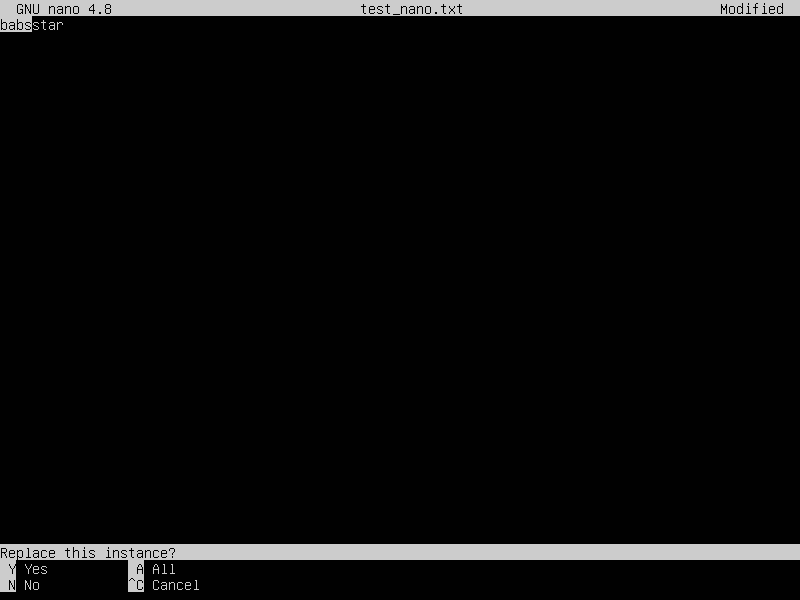 GNU nano 4.8 test_nano.txt Modified
babsstar
Replace this instance?
Y Yes A All
N No ^C Cancel